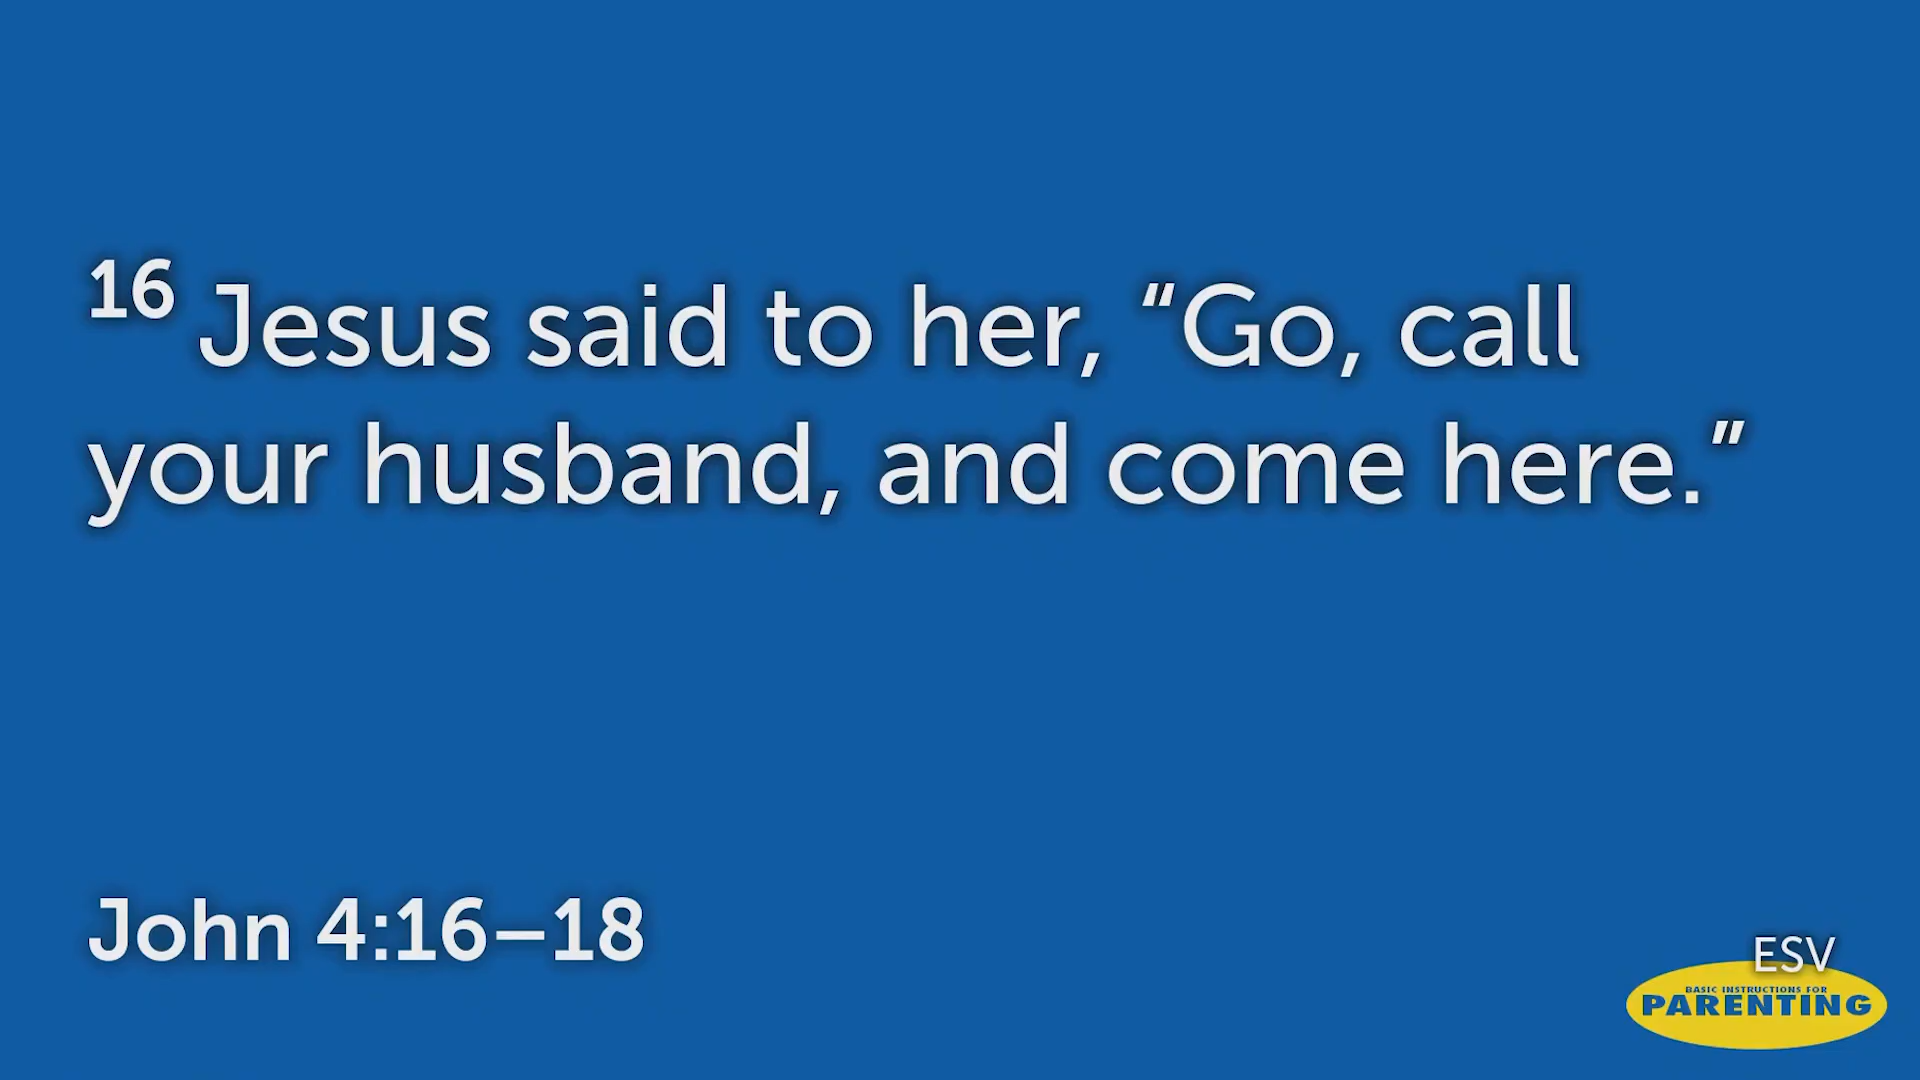 16 Jesus said to her, “Go, call
your husband, and come here.”
John 4:16–18
ESV
BASIC INSTRUCTIONS FOR
PARENTING